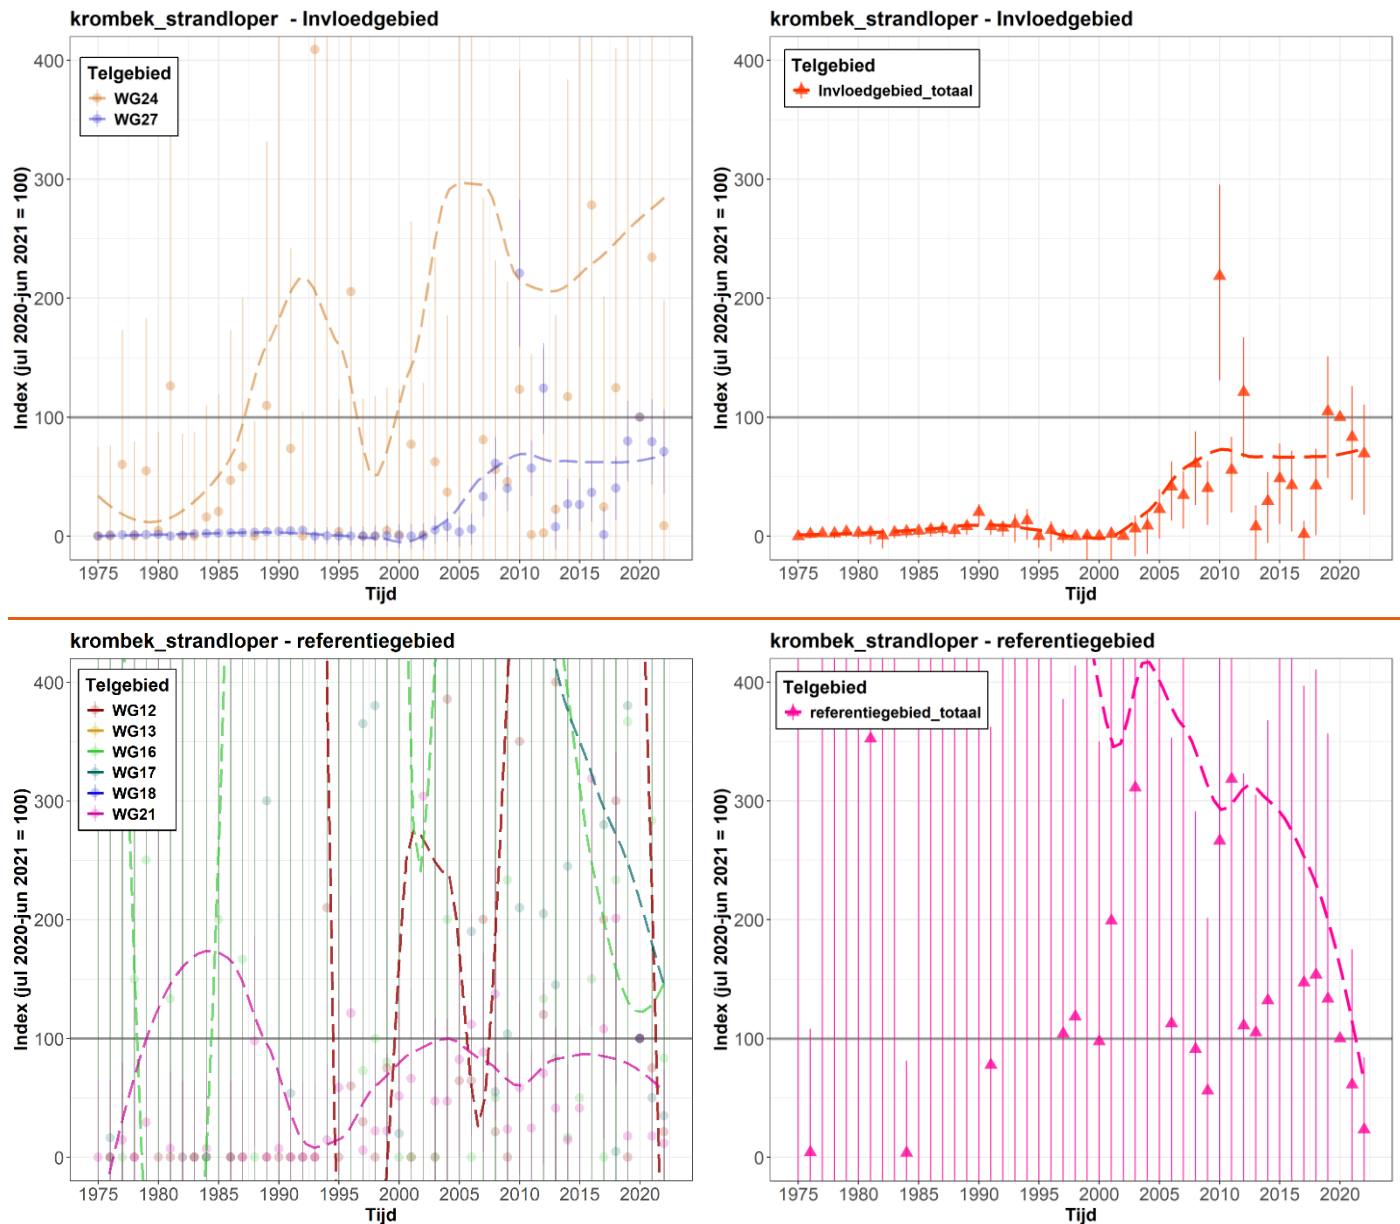 krombek_strandloper - Invloedgebied
Index (jul 2020-jun 2021 = 100)
400
300
200
100
0
Telgebied
WG24
WG27
1975 1980 1985 1990 1995 2000 2005 2010 2015 2020
Tijd
krombek_strandloper - Invloedgebied
Index (jul 2020-jun 2021 = 100)
400
300
200
100
0
Telgebied
Invloedgebied_totaal
1975 1980 1985 1990 1995 2000 2005 2010 2015 2020
Tijd
krombek_strandloper - referentiegebied
Index (jul 2020-jun 2021 = 100)
400
300
200
100
0
Telgebied
WG12
WG13
WG16
WG17
WG18
WG21
1975 1980 1985 1990 1995 2000 2005 2010 2015 2020
Tijd
krombek_strandloper - referentiegebied
Index (jul 2020-jun 2021 = 100)
400
300
200
100
0
Telgebied
referentiegebied_totaal
1975 1980 1985 1990 1995 2000 2005 2010 2015 2020
Tijd